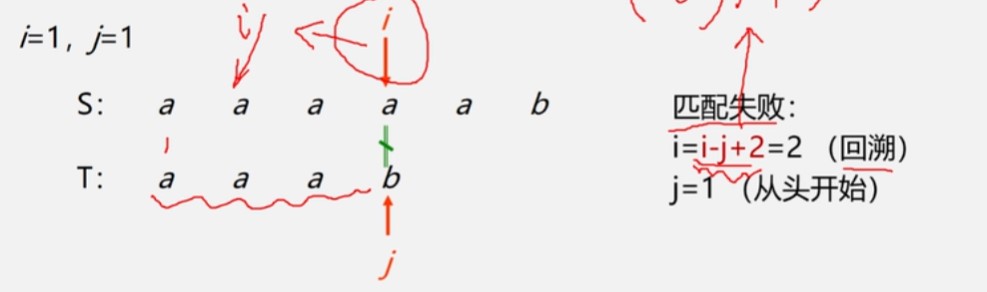 i
i
i=1, j=1
S: a a a a a b
T: a a a b
j
匹配失败:
i=i-j+2=2 (回溯)
j=1 (从头开始)